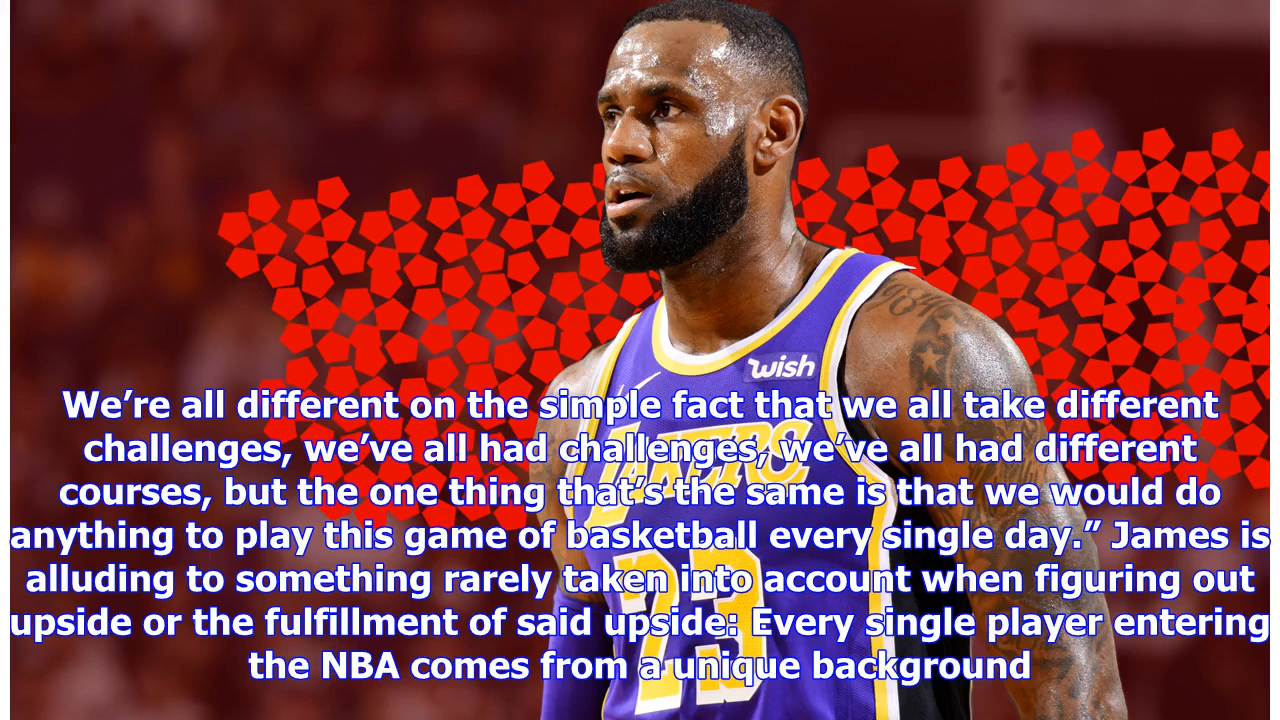 wish
We’re all different on the simple fact that we all take different
challenges, we’ve all had challenges, we’ve all had different
courses, but the one thing that’s the same is that we would do
anything to play this game of basketball every single day.” James is
alluding to something rarely taken into account when figuring out
upside or the fulfillment of said upside: Every single player entering
the NBA comes from a unique background
LAKERS
23